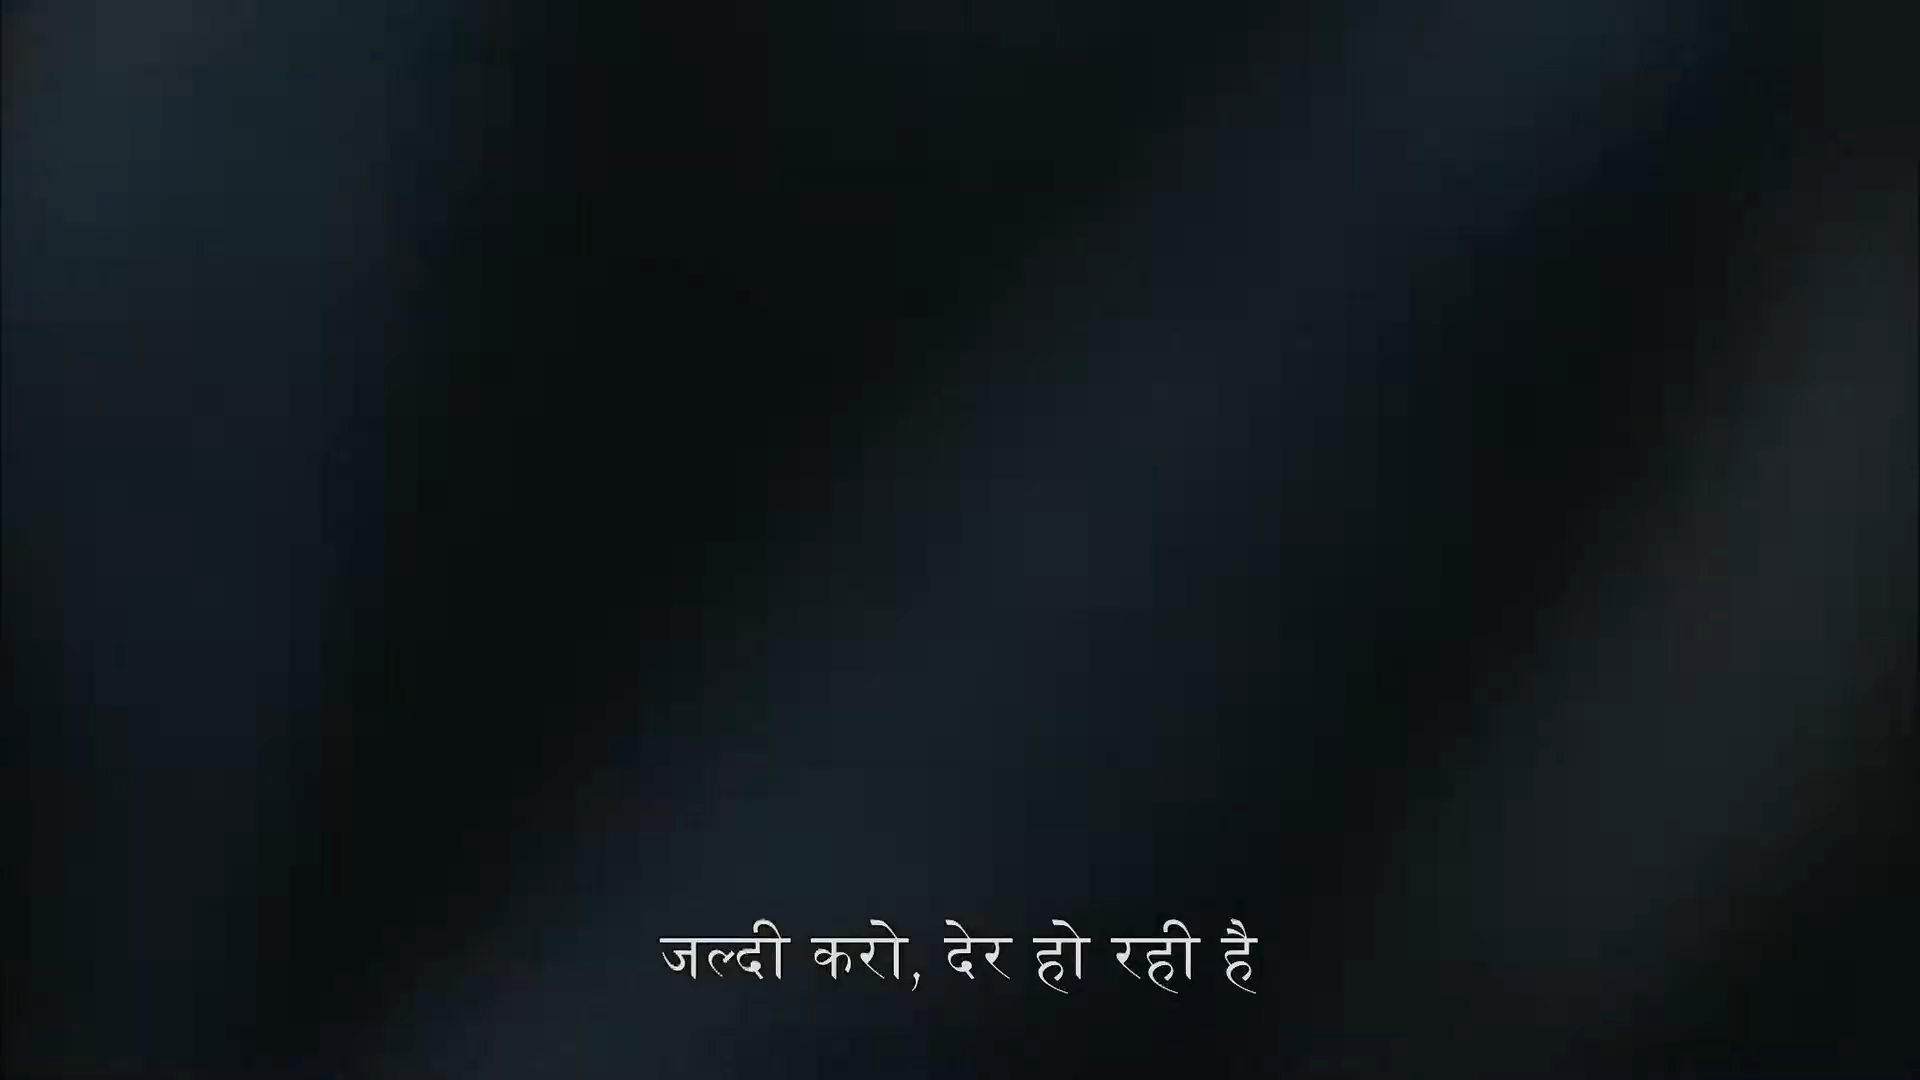 जल्दी करो, देर हो रही है